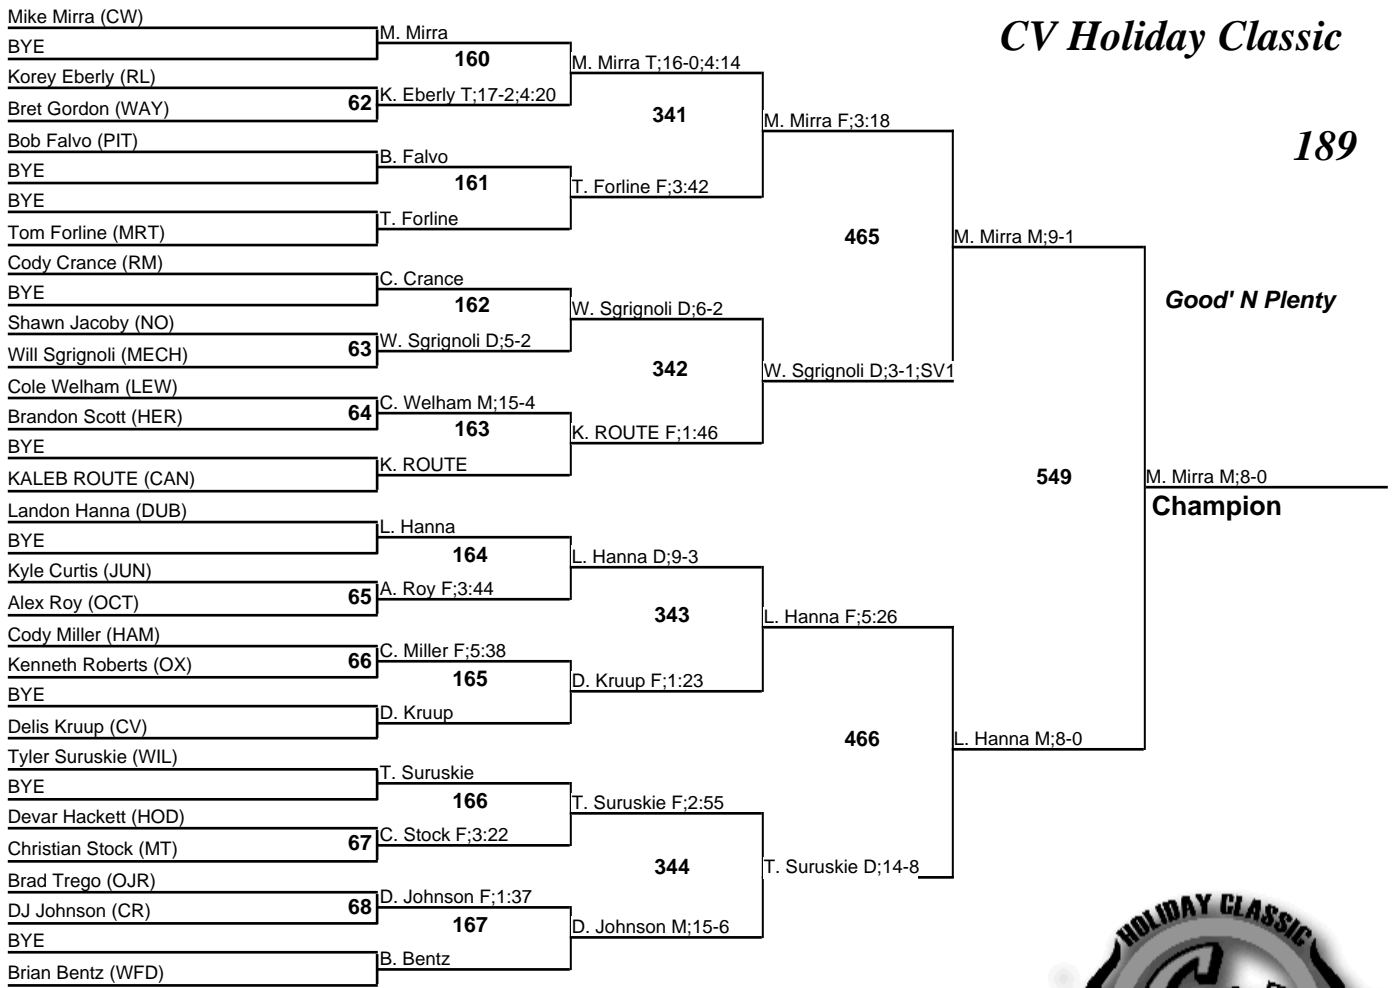 CV Holiday Classic
189
Good' N Plenty
Mike Mirra (CW)
BYE
Korey Eberly (RL)
Bret Gordon (WAY)
Bob Falvo (PIT)
BYE
BYE
Tom Forline (MRT)
Cody Crance (RM)
BYE
Shawn Jacoby (NO)
Will Sgrignoli (MECH)
Cole Welham (LEW)
Brandon Scott (HER)
BYE
KALEB ROUTE (CAN)
Landon Hanna (DUB)
BYE
Kyle Curtis (JUN)
Alex Roy (OCT)
Cody Miller (HAM)
Kenneth Roberts (OX)
BYE
Delis Kruup (CV)
Tyler Suruskie (WIL)
BYE
Devar Hackett (HOD)
Christian Stock (MT)
Brad Trego (OJR)
DJ Johnson (CR)
BYE
Brian Bentz (WFD)
62
63
64
65
66
67
68
M. Mirra
160
K. Eberly T;17-2;4:20
B. Falvo
161
T. Forline
C. Crance
162
W. Sgrignoli D;5-2
C. Welham M;15-4
163
K. ROUTE
L. Hanna
164
A. Roy F;3:44
C. Miller F;5:38
165
D. Kruup
T. Suruskie
166
C. Stock F;3:22
D. Johnson F;1:37
167
B. Bentz
M. Mirra T;16-0;4:14
341
T. Forline F;3:42
W. Sgrignoli D;6-2
342
K. ROUTE F;1:46
L. Hanna D;9-3
343
D. Kruup F;1:23
T. Suruskie F;2:55
344
D. Johnson M;15-6
M. Mirra F;3:18
465
W. Sgrignoli D;3-1;SV1
L. Hanna F;5:26
466
T. Suruskie D;14-8
M. Mirra M;9-1
549
L. Hanna M;8-0
M. Mirra M;8-0
Champion
HOLIDAY CLASSIC